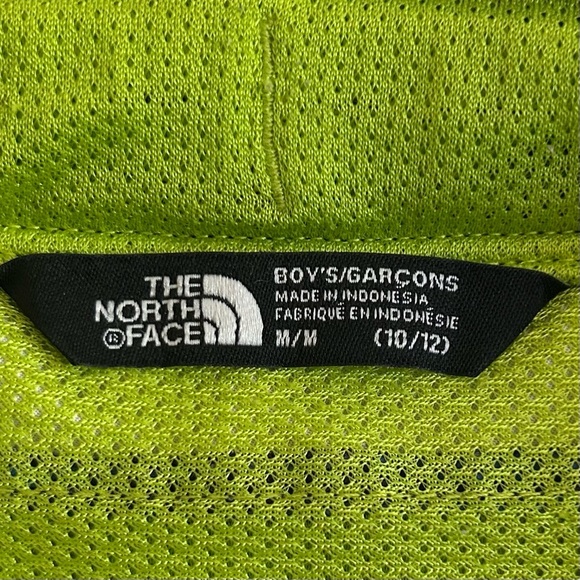 THE
NORTH
®FACE
BOY'S/GARÇONS
MADE IN INDONESIA
FABRIQUÉ EN INDONÉSIE
M/M (10/12)